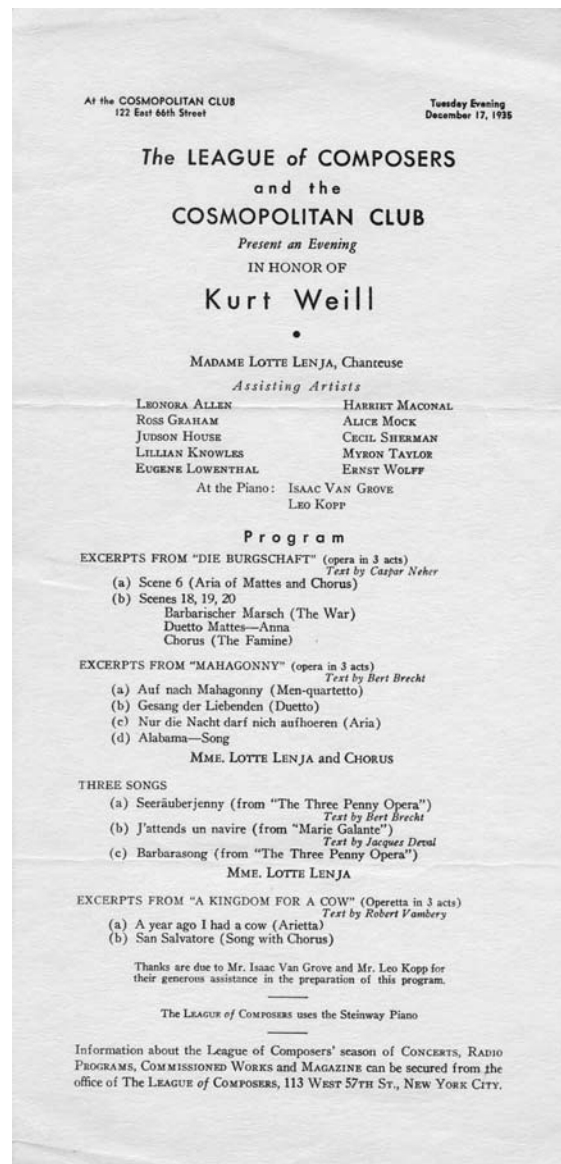 At the COSMOPOLITAN CLUB
122 East 66th Street
Tuesday Evening
December 17, 1935
The LEAGUE of COMPOSERS
and the
COSMOPOLITAN CLUB
Present an Evening
IN HONOR OF
Kurt Weill
•
MADAME LOTTE LENJA, Chanteuse
Assisting Artists
LEONORA ALLEN
ROSS GRAHAM
JUDSON HOUSE
LILLIAN KNOWLES
EUGENE LOWENTHAL
HARRIET MACONAL
ALICE MOCK
CECIL SHERMAN
MYRON TAYLOR
ERNST WOLFF
At the Piano: ISAAC VAN GROVE
LEO KOPP
Program
EXCERPTS FROM "DIE BURGSCHAFT" (opera in 3 acts)
Text by Caspar Neher
(a) Scene 6 (Aria of Mattes and Chorus)
(b) Scenes 18, 19, 20
Barbarischer Marsch (The War)
Duetto Mattes—Anna
Chorus (The Famine)
EXCERPTS FROM "MAHAGONNY" (opera in 3 acts)
Text by Bert Brecht
(a) Auf nach Mahagonny (Men-quartetto)
(b) Gesang der Liebenden (Duetto)
(c) Nur die Nacht darf nich aufhoeren (Aria)
(d) Alabama—Song
MME. LOTTE LENJA and CHORUS
THREE SONGS
(a) Seeräuberjenny (from "The Three Penny Opera")
Text by Bert Brecht
(b) J'attends un navire (from "Marie Galante")
Text by Jacques Deval
(c) Barbarasong (from "The Three Penny Opera")
MME. LOTTE LENJA
EXCERPTS FROM "A KINGDOM FOR A COW" (Operetta in 3 acts)
Text by Robert Vambery
(a) A year ago I had a cow (Arietta)
(b) San Salvatore (Song with Chorus)
Thanks are due to Mr. Isaac Van Grove and Mr. Leo Kopp for
their generous assistance in the preparation of this program.
The LEAGUE of COMPOSERS uses the Steinway Piano
Information about the League of Composers' season of CONCERTS, RADIO
PROGRAMS, COMMISSIONED WORKS and MAGAZINE can be secured from the
office of The LEAGUE of COMPOSERS, 113 WEST 57TH ST., NEW YORK CITY.